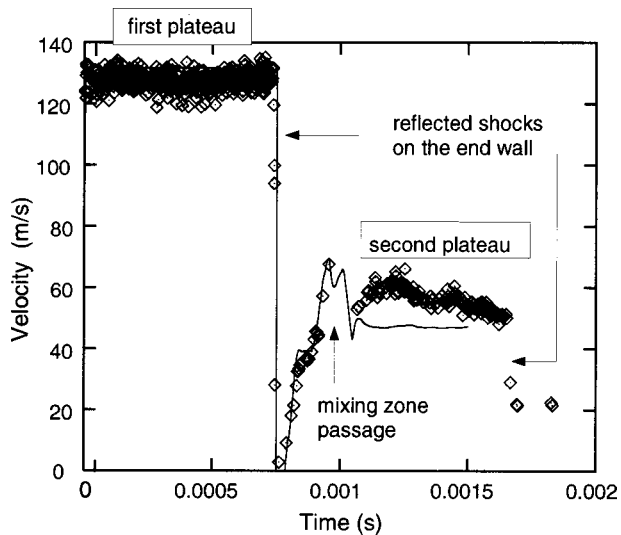 first plateau
140
120
100
80
60
40
20
0
Velocity (m/s)
reflected shocks
on the end wall
second plateau
mixing zone
passage
0
0.0005
0.001
0.0015
0.002
Time (s)